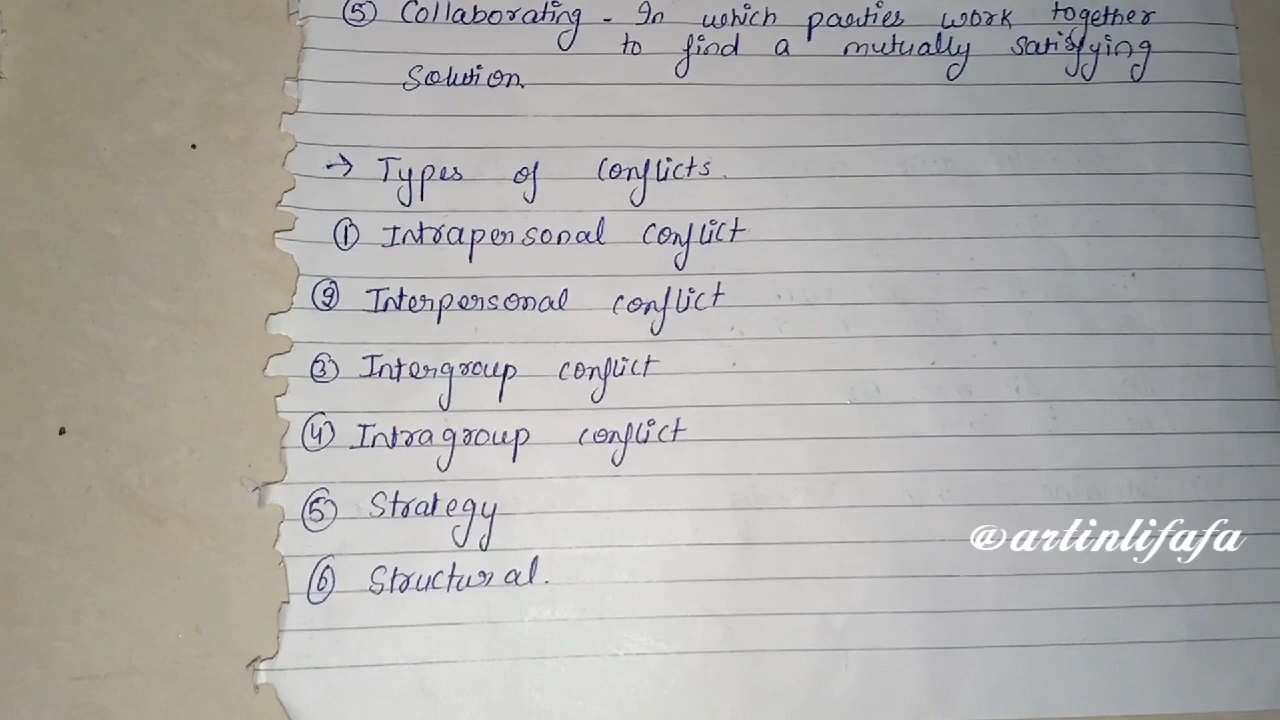 ⑤ Collaborating - In which parties work together
to find a mutually satisfying
Solution.
→ Types of conflicts.
① Intrapersonal conflict
② Interpersonal conflict
③ Intergroup conflict
④ Intragroup conflict
⑤ Strategy
⑥ Structural.
@artinlifafa